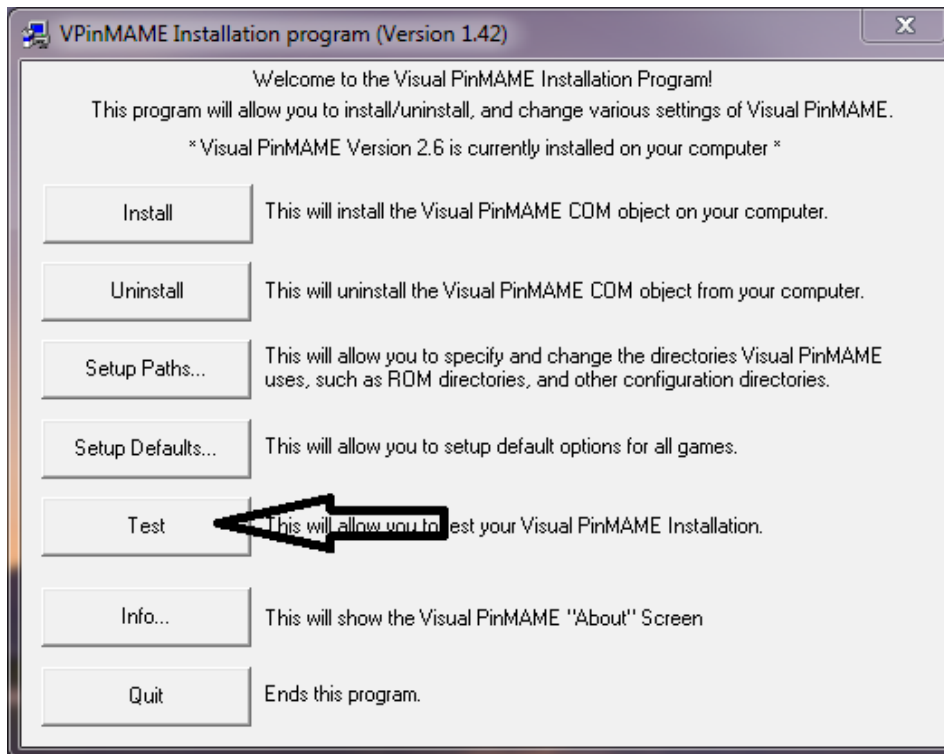 VPinMAME Installation program (Version 1.42)
Welcome to the Visual PinMAME Installation Program!
This program will allow you to install/uninstall, and change various settings of Visual PinMAME.
* Visual PinMAME Version 2.6 is currently installed on your computer *
Install
This will install the Visual PinMAME COM object on your computer.
Uninstall
This will uninstall the Visual PinMAME COM object from your computer.
Setup Paths...
This will allow you to specify and change the directories Visual PinMAME
uses, such as ROM directories, and other configuration directories.
Setup Defaults...
This will allow you to setup default options for all games.
Test
This will allow you to test your Visual PinMAME Installation.
Info...
This will show the Visual PinMAME "About" Screen
Quit
Ends this program.